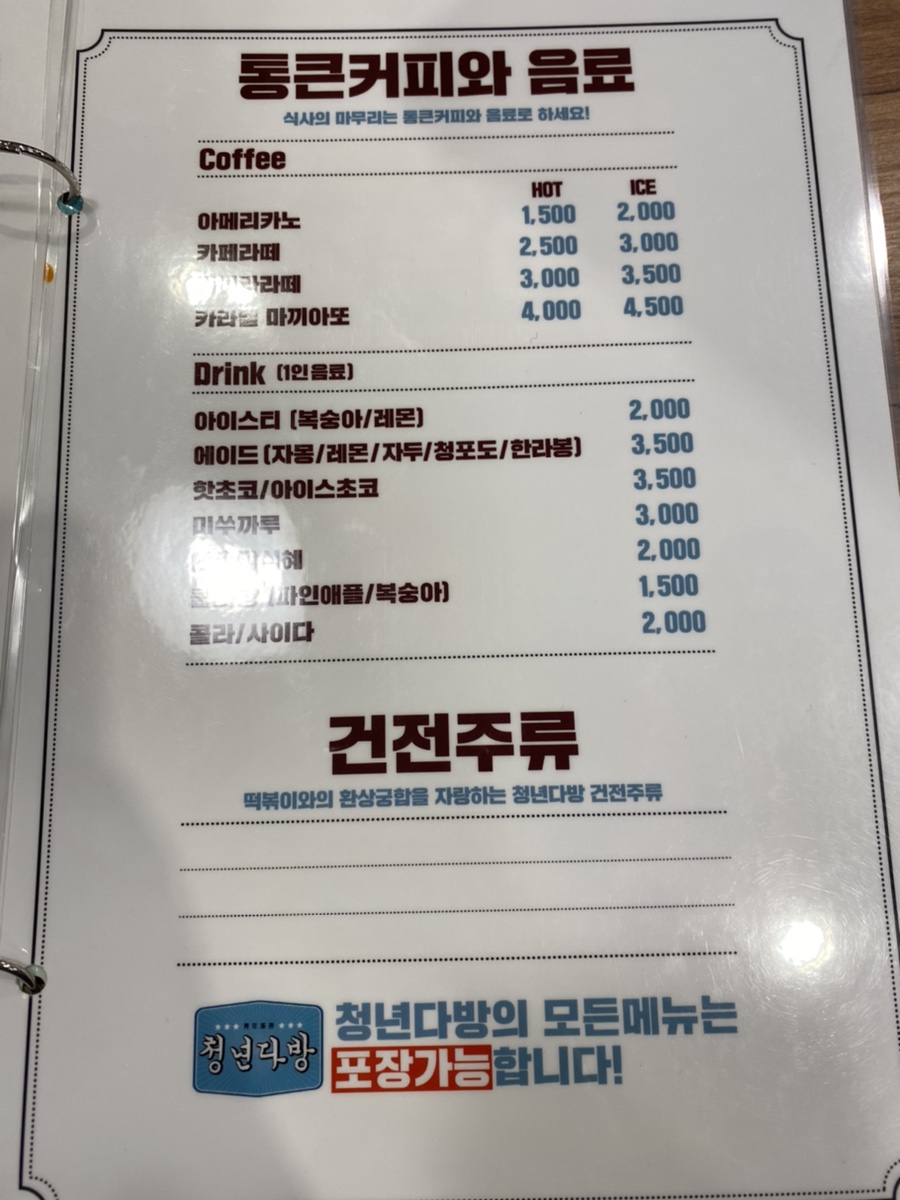 통큰커피와 음료
식사의 마무리는 통큰커피와 음료로 하세요!
Coffee
HOT ICE
아메리카노 1,500 2,000
카페라떼 2,500 3,000
3,000 3,500
카라멜 마끼아또 4,000 4,500
Drink (1인음료)
아이스티 (복숭아/레몬) 2,000
에이드(자몽/레몬/자두/청포도/한라봉) 3,500
핫초코/아이스초코 3,500
미쑤까루 3,000
2,000
(파인애플/복숭아) 1,500
콜라/사이다 2,000
건전주류
떡볶이와의 환상궁합을 자랑하는 청년다방 건전주류
청년다방
청년다방의 모든메뉴는
포장가능합니다!